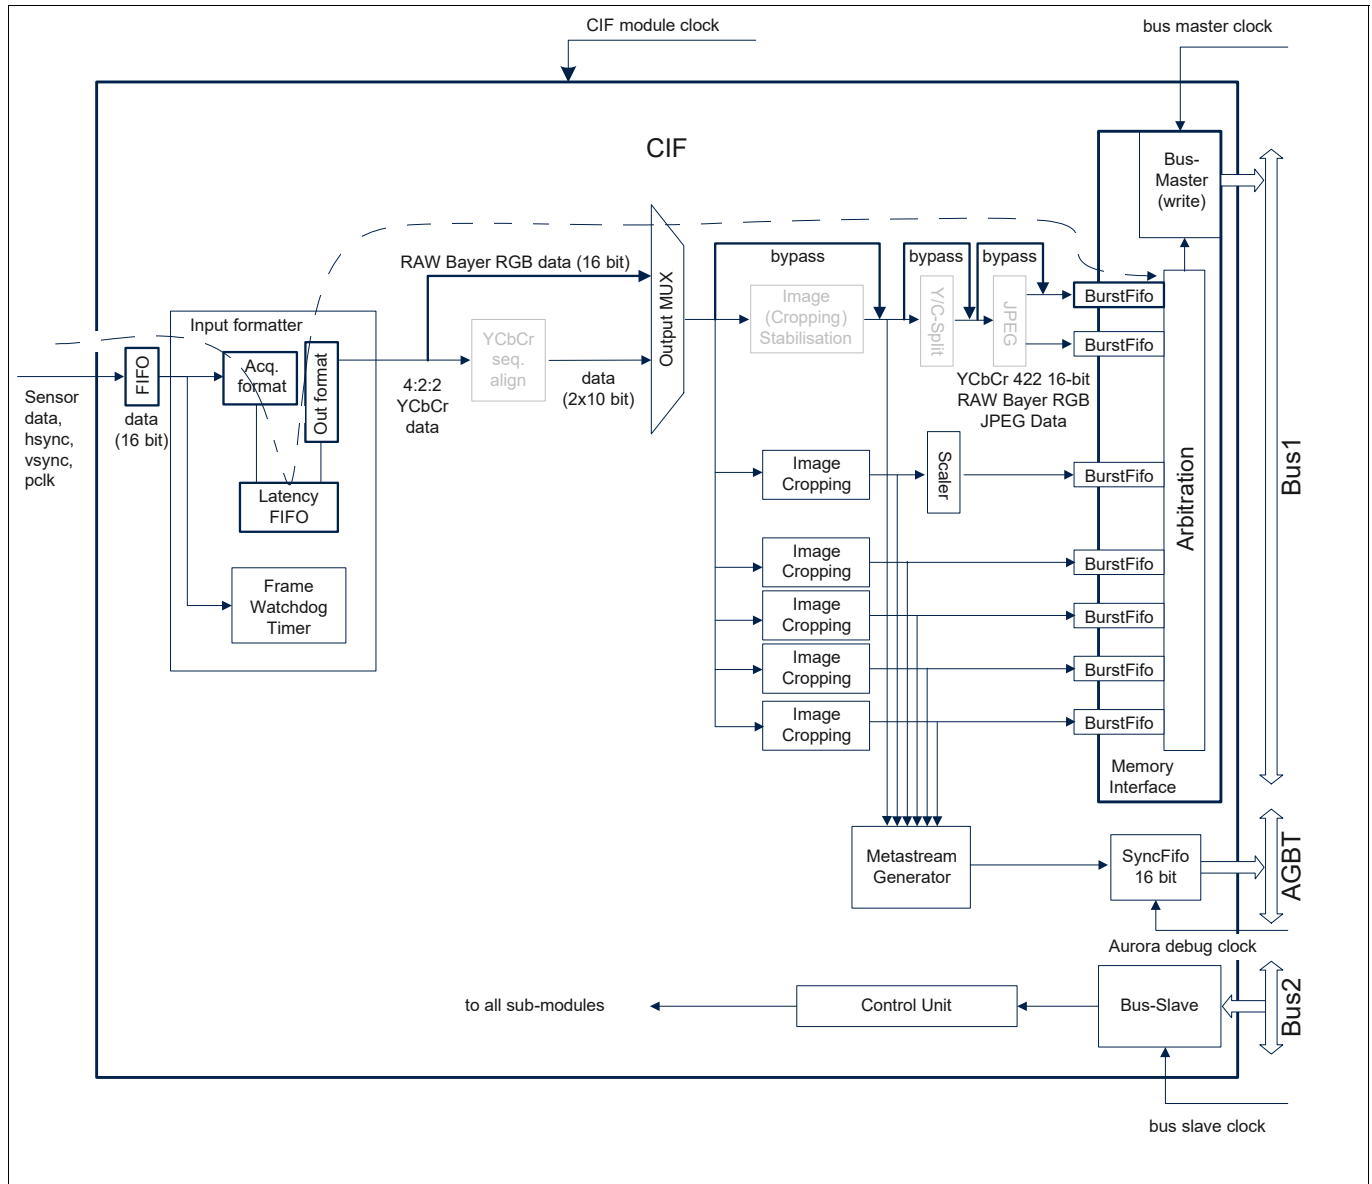 CIF module clock
bus master clock
CIF
Bus-
Master
(write)
RAW Bayer RGB data (16 bit)
bypass
bypass
bypass
Image
(Cropping)
Stabilisation
Y/C-Split
JPEG
BurstFifo
BurstFifo
Output MUX
Input formatter
FIFO
Acq.
format
Out format
YCbCr
seq.
align
Sensor
data,
hsync,
vsync,
pclk
data
(16 bit)
4:2:2
YCbCr
data
data
(2x10 bit)
YCbCr 422 16-bit
RAW Bayer RGB
JPEG Data
Latency
FIFO
Image
Cropping
Scaler
BurstFifo
Arbitration
Bus1
Frame
Watchdog
Timer
Image
Cropping
BurstFifo
Image
Cropping
BurstFifo
Image
Cropping
BurstFifo
Image
Cropping
BurstFifo
Memory
Interface
Metastream
Generator
SyncFifo
16 bit
AGBT
Aurora debug clock
to all sub-modules
Control Unit
Bus-Slave
Bus2
bus slave clock